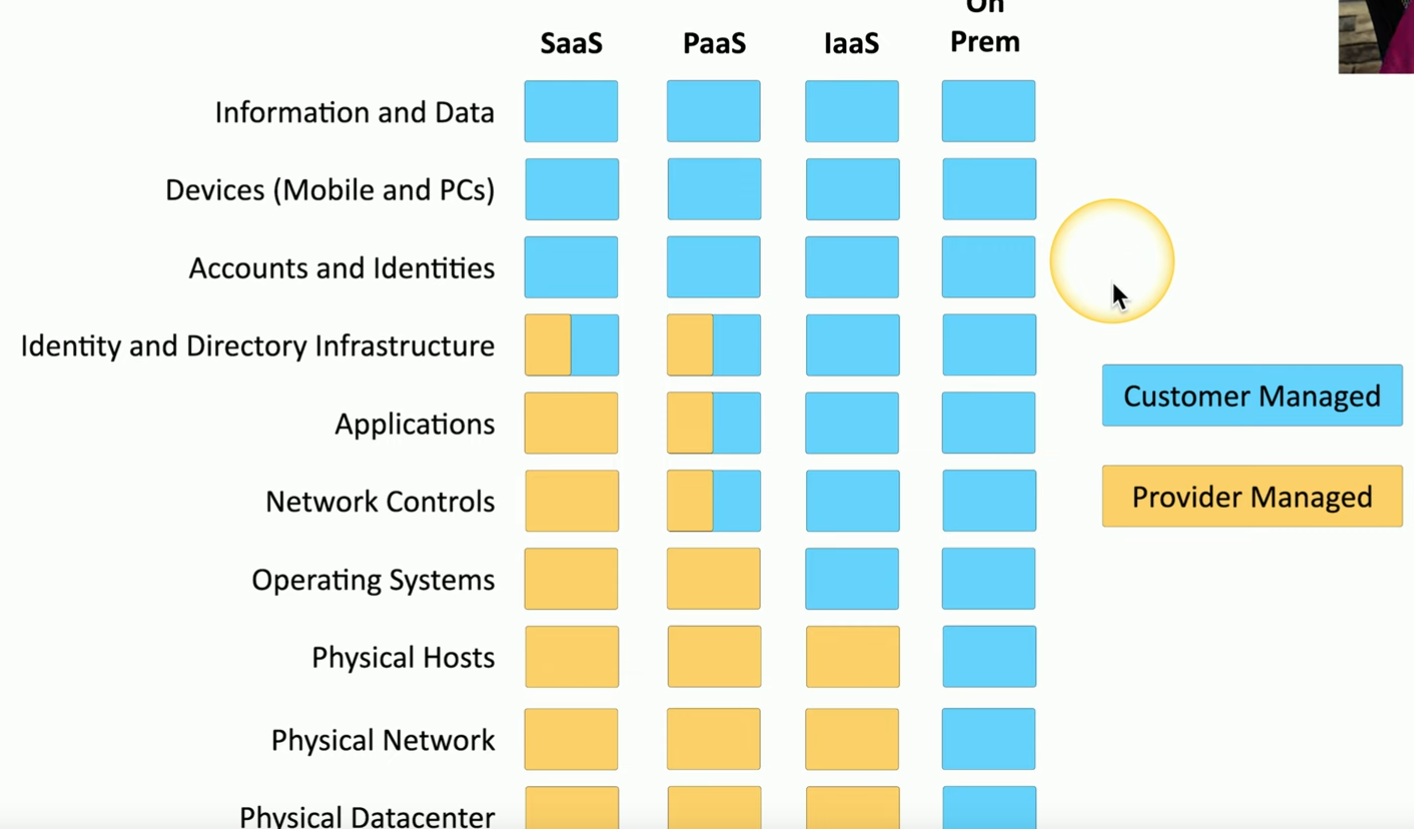 On
SaaS PaaS IaaS Prem
Information and Data
Devices (Mobile and PCs)
Accounts and Identities
Identity and Directory Infrastructure
Customer Managed
Applications
Provider Managed
Network Controls
Operating Systems
Physical Hosts
Physical Network
Physical Datacenter